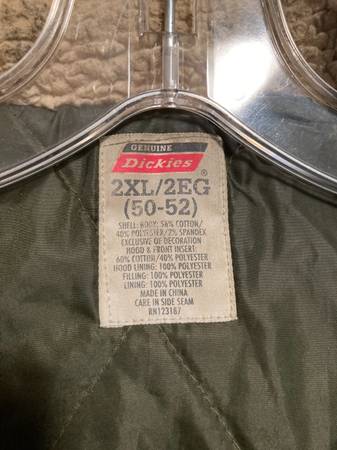 GENUINE
Dickies
®
2XL/2EG
(50-52)
SHELL: BODY: 58% COTTON/
40% POLYESTER/2% SPANDEX
EXCLUSIVE OF DECORATION
HOOD & FRONT INSERT:
60% COTTON/40% POLYESTER
HOOD LINING: 100% POLYESTER
FILLING: 100% POLYESTER
LINING: 100% POLYESTER
MADE IN CHINA
CARE IN SIDE SEAM
RN123187